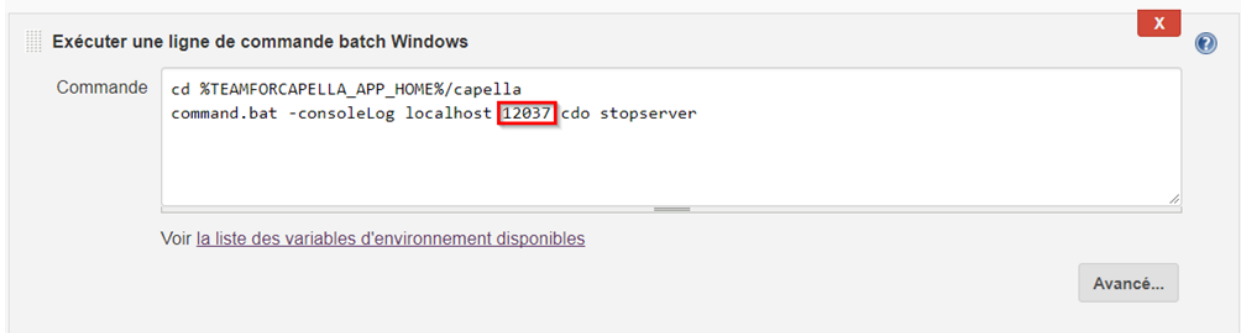 Exécuter une ligne de commande batch Windows
X
?
Commande
cd %TEAMFORCAPELLA_APP_HOME%/capella
command.bat -consoleLog localhost 12037 cdo stopserver
Voir la liste des variables d'environnement disponibles
Avancé...